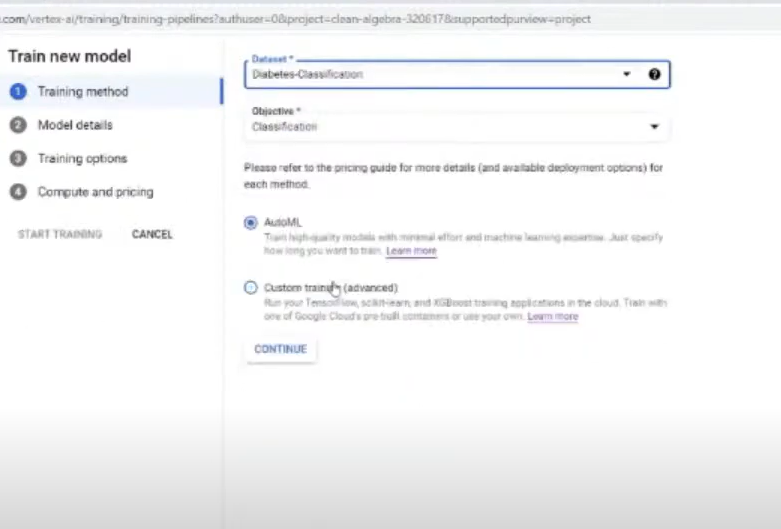 .com/vertex-ai/training/training-pipelines?authuser=0&project=clean-algebra-320617&supportedpurview=project
Train new model
1 Training method
2 Model details
3 Training options
4 Compute and pricing
START TRAINING CANCEL
Dataset *
Diabetes-Classification
Objective *
Classification
Please refer to the pricing guide for more details (and available deployment options) for
each method.
AutoML
Train high-quality models with minimal effort and machine learning expertise. Just specify
how long you want to train. Learn more
Custom training (advanced)
Run your TensorFlow, scikit-learn, and XGBoost training applications in the cloud. Train with
one of Google Cloud's pre-built containers or use your own. Learn more
CONTINUE